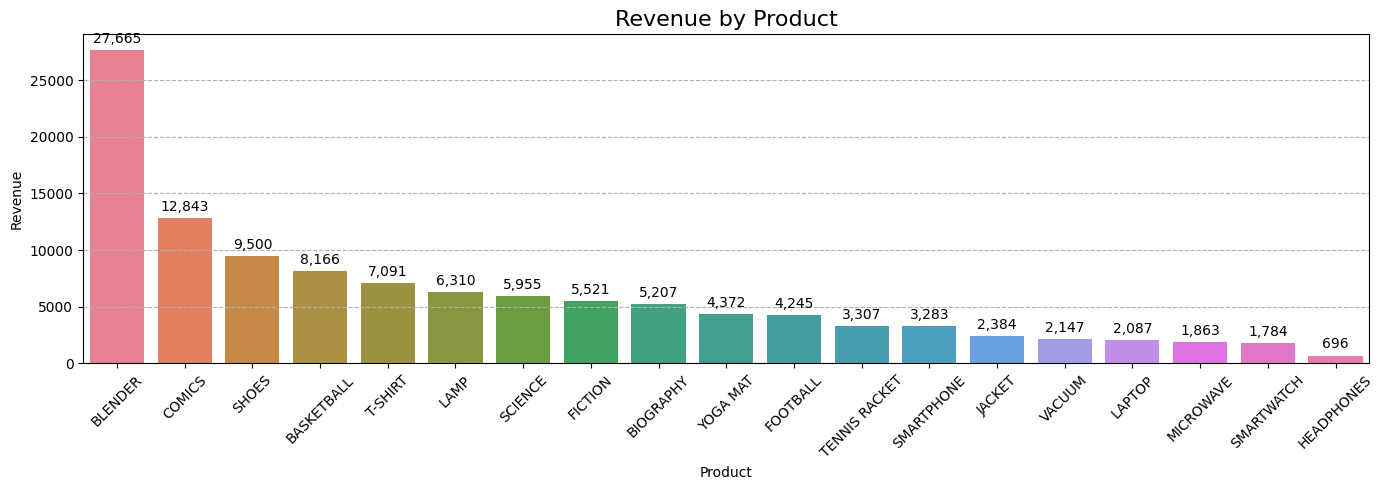 Revenue by Product
Revenue
25000
20000
15000
10000
5000
0
27,665
12,843
9,500
8,166
7,091
6,310
5,955
5,521
5,207
4,372
4,245
3,307
3,283
2,384
2,147
2,087
1,863
1,784
696
BLENDER
COMICS
SHOES
BASKETBALL
T-SHIRT
LAMP
SCIENCE
FICTION
BIOGRAPHY
YOGA MAT
FOOTBALL
TENNIS RACKET
SMARTPHONE
JACKET
VACUUM
LAPTOP
MICROWAVE
SMARTWATCH
HEADPHONES
Product